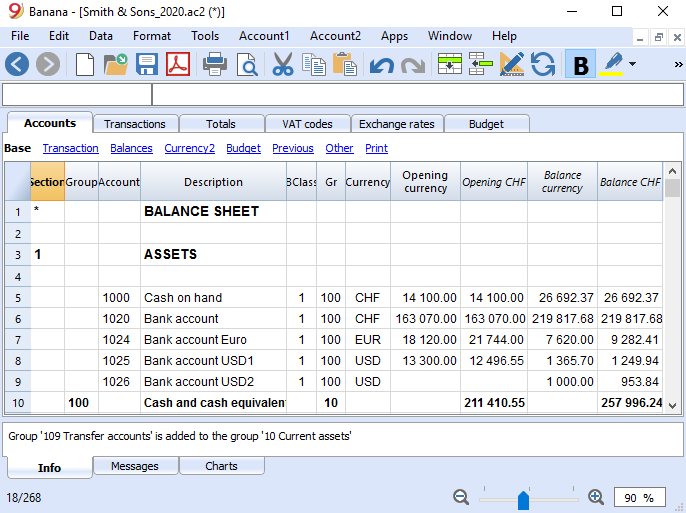 Banana - [Smith & Sons_2020.ac2 (*)]
File Edit Data Format Tools Account1 Account2 Apps Window Help
B »
Accounts Transactions Totals VAT codes Exchange rates Budget
Base Transaction Balances Currency2 Budget Previous Other Print
Section Group Account Description BClass Gr Currency Opening currency Opening CHF Balance currency Balance CHF
1 * BALANCE SHEET
2
3 1 ASSETS
4
5 1000 Cash on hand 1 100 CHF 14 100.00 14 100.00 26 692.37 26 692.37
6 1020 Bank account 1 100 CHF 163 070.00 163 070.00 219 817.68 219 817.68
7 1024 Bank account Euro 1 100 EUR 18 120.00 21 744.00 7 620.00 9 282.41
8 1025 Bank account USD1 1 100 USD 13 300.00 12 496.55 1 365.70 1 249.94
9 1026 Bank account USD2 1 100 USD 1 000.00 953.84
10 100 Cash and cash equivalen 10 211 410.55 257 996.24
Group '109 Transfer accounts' is added to the group '10 Current assets'
Info Messages Charts
18/268 90 %